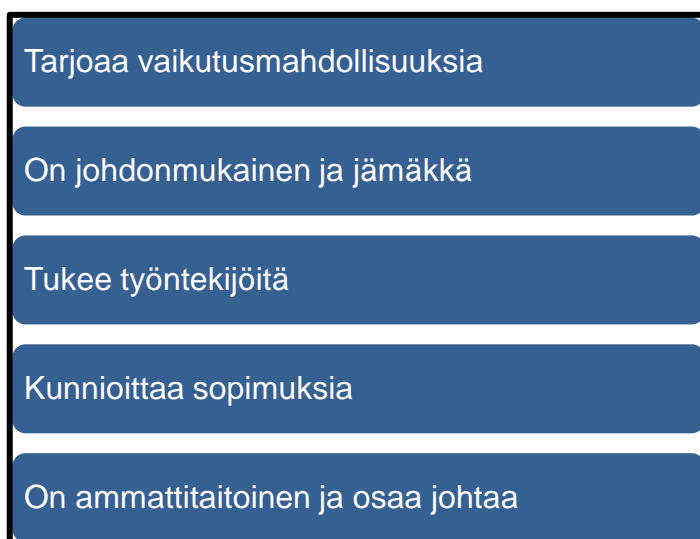 Tarjoaa vaikutusmahdollisuuksia
On johdonmukainen ja jämäkkä
Tukee työntekijöitä
Kunnioittaa sopimuksia
On ammattitaitoinen ja osaa johtaa